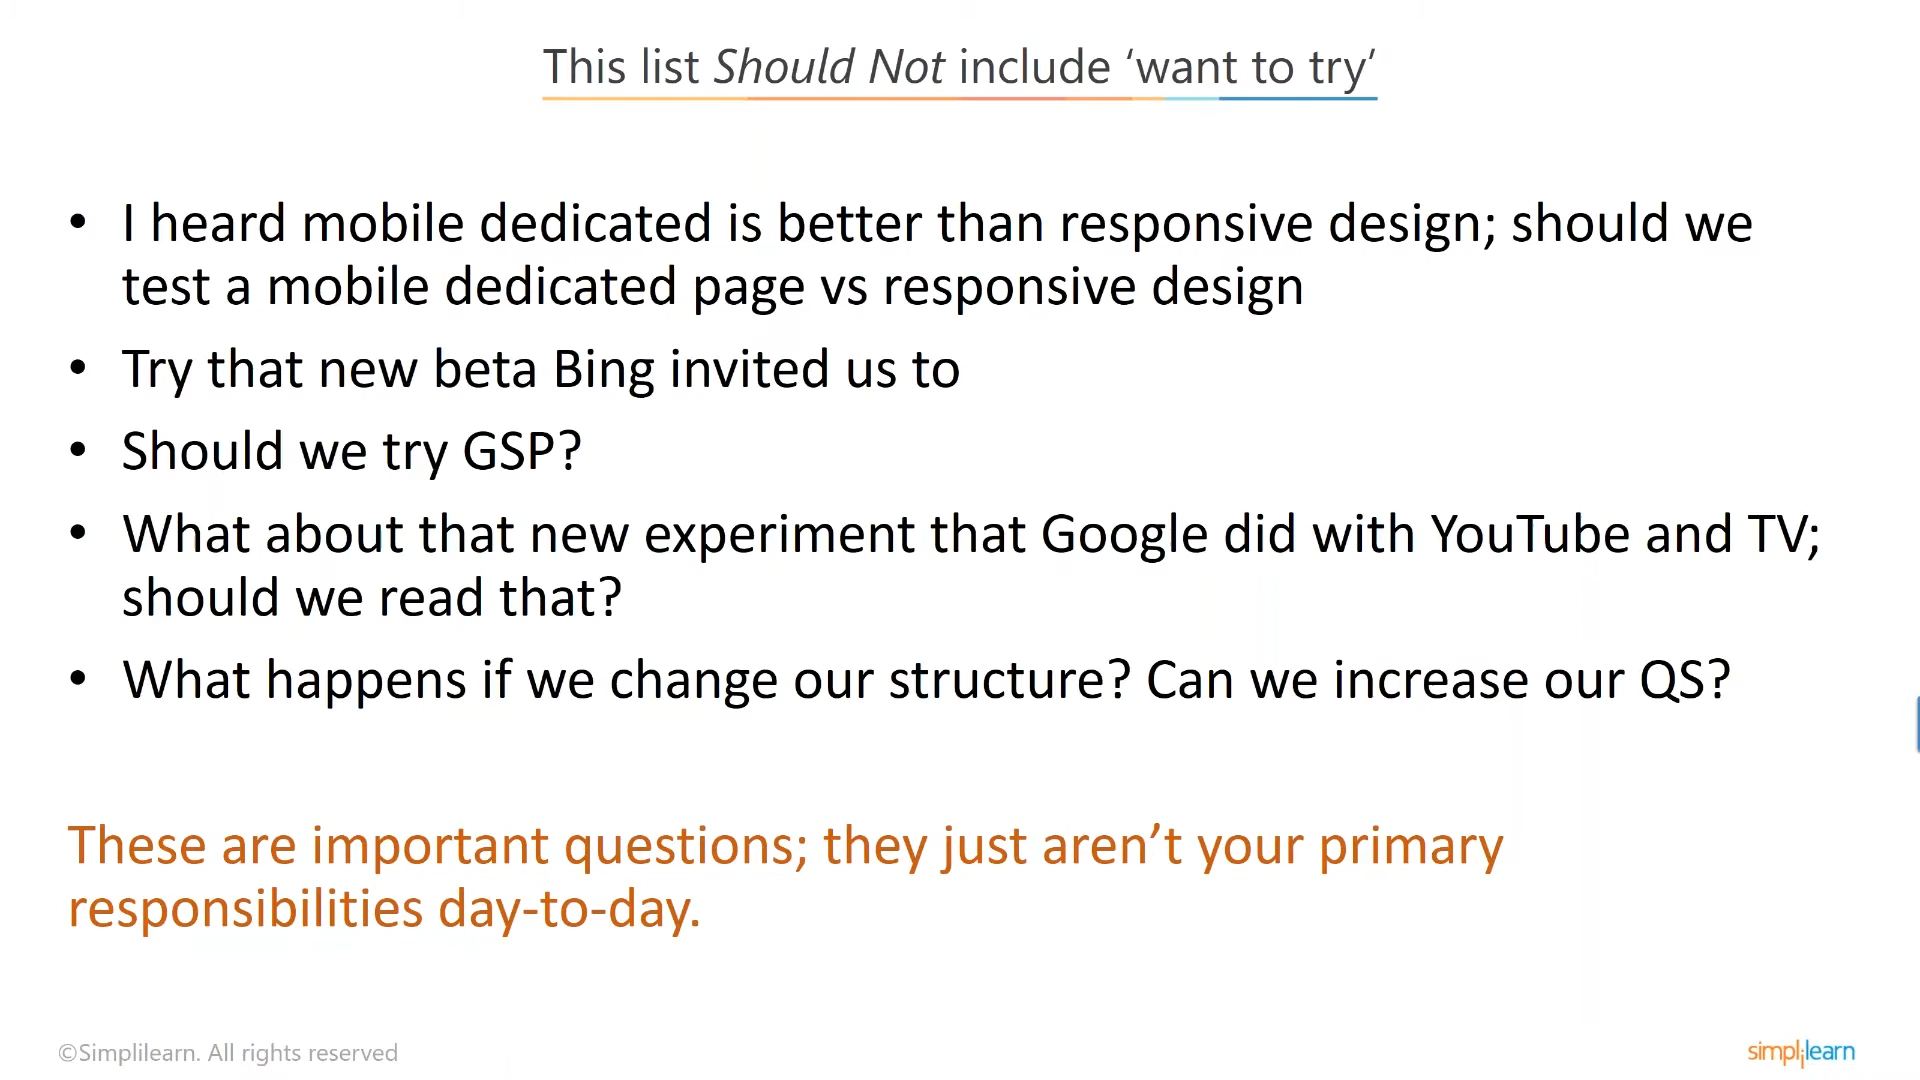 This list Should Not include ‘want to try’
• I heard mobile dedicated is better than responsive design; should we
test a mobile dedicated page vs responsive design
• Try that new beta Bing invited us to
• Should we try GSP?
• What about that new experiment that Google did with YouTube and TV;
should we read that?
• What happens if we change our structure? Can we increase our QS?
These are important questions; they just aren’t your primary
responsibilities day-to-day.
©Simplilearn. All rights reserved
simplilearn